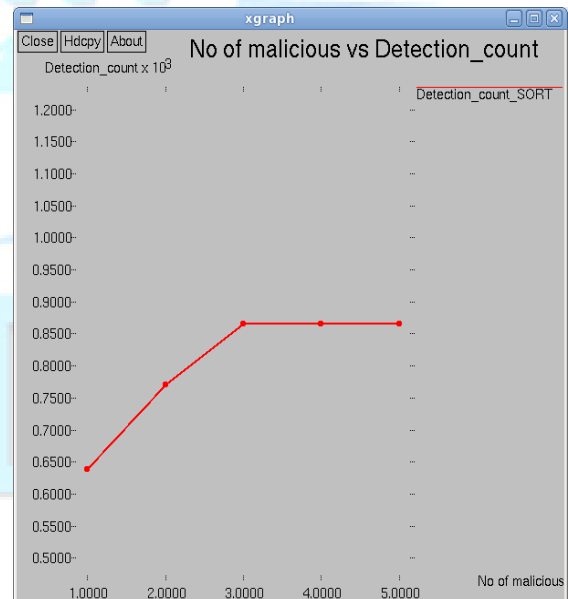 xgraph
Close Hdcpy About
No of malicious vs Detection_count
Detection_count x 10³
Detection_count_SORT
1.2000
1.1500
1.1000
1.0500
1.0000
0.9500
0.9000
0.8500
0.8000
0.7500
0.7000
0.6500
0.6000
0.5500
0.5000
No of malicious
1.0000 2.0000 3.0000 4.0000 5.0000